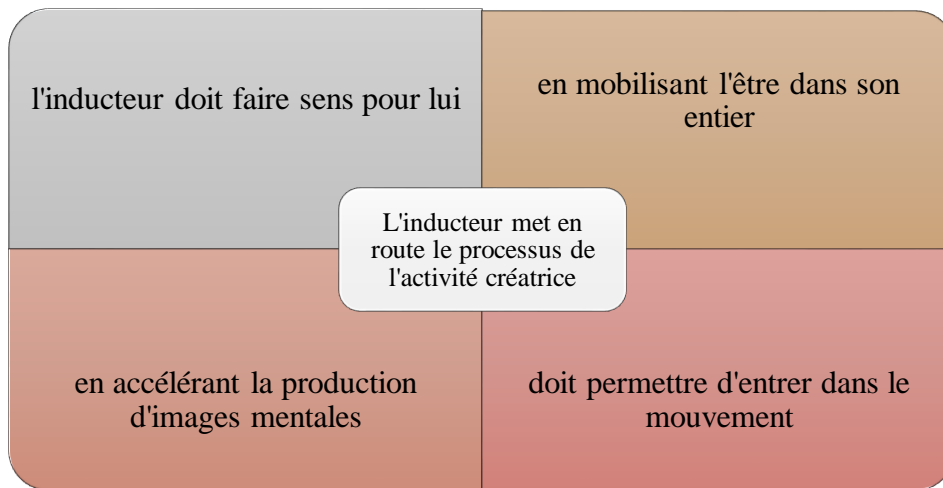 l'inducteur doit faire sens pour lui
en mobilisant l'être dans son
entier
L'inducteur met en
route le processus de
l'activité créatrice
en accélérant la production
d'images mentales
doit permettre d'entrer dans le
mouvement